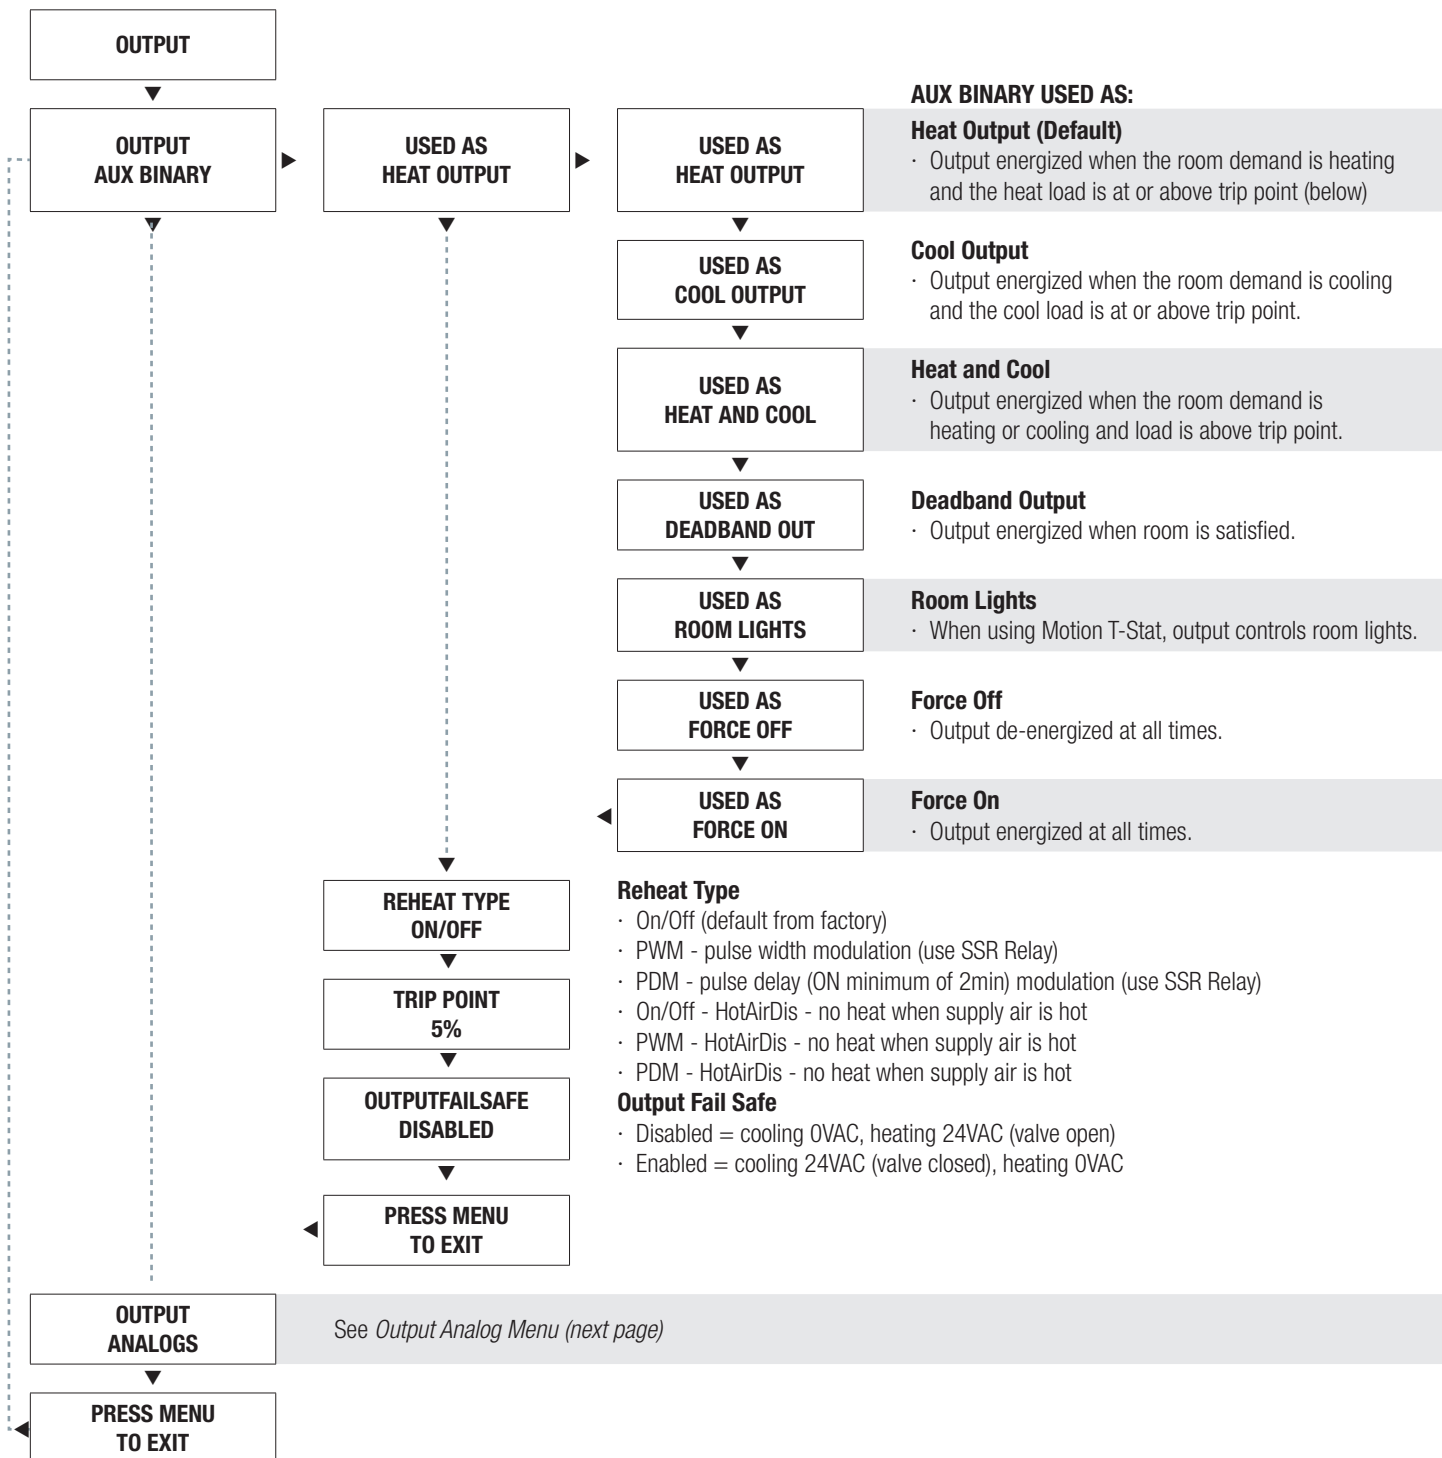 OUTPUT
OUTPUT
AUX BINARY
USED AS
HEAT OUTPUT
USED AS
HEAT OUTPUT
AUX BINARY USED AS:
Heat Output (Default)
· Output energized when the room demand is heating
and the heat load is at or above trip point (below)
USED AS
COOL OUTPUT
Cool Output
· Output energized when the room demand is cooling
and the cool load is at or above trip point.
USED AS
HEAT AND COOL
Heat and Cool
· Output energized when the room demand is
heating or cooling and load is above trip point.
USED AS
DEADBAND OUT
Deadband Output
· Output energized when room is satisfied.
USED AS
ROOM LIGHTS
Room Lights
· When using Motion T-Stat, output controls room lights.
USED AS
FORCE OFF
Force Off
· Output de-energized at all times.
USED AS
FORCE ON
Force On
· Output energized at all times.
REHEAT TYPE
ON/OFF
TRIP POINT
5%
OUTPUTFAILSAFE
DISABLED
PRESS MENU
TO EXIT
Reheat Type
· On/Off (default from factory)
· PWM - pulse width modulation (use SSR Relay)
· PDM - pulse delay (ON minimum of 2min) modulation (use SSR Relay)
· On/Off - HotAirDis - no heat when supply air is hot
· PWM - HotAirDis - no heat when supply air is hot
· PDM - HotAirDis - no heat when supply air is hot
Output Fail Safe
· Disabled = cooling 0VAC, heating 24VAC (valve open)
· Enabled = cooling 24VAC (valve closed), heating 0VAC
OUTPUT
ANALOGS
See Output Analog Menu (next page)
PRESS MENU
TO EXIT